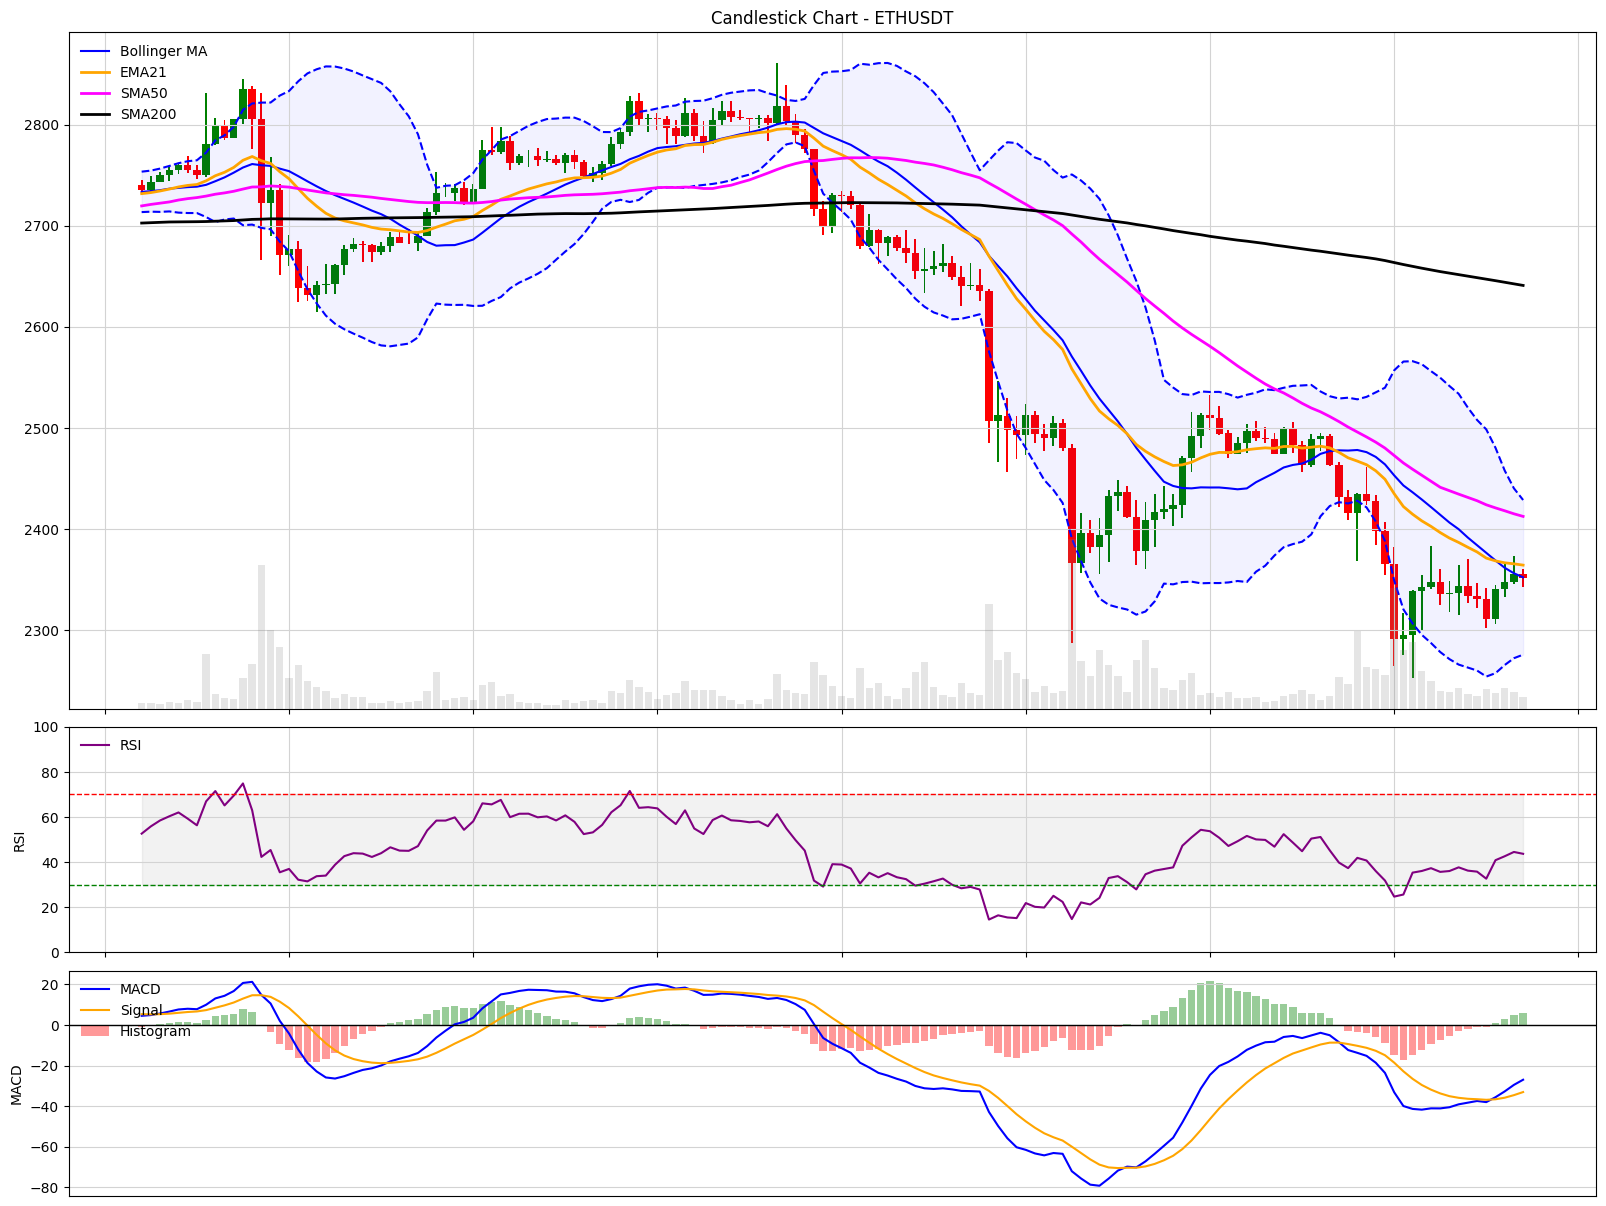 Candlestick Chart - ETHUSDT
Bollinger MA
EMA21
SMA50
SMA200
2800
2700
2600
2500
2400
2300
RSI
RSI
100
80
60
40
20
0
MACD
Signal
Histogram
MACD
20
0
−20
−40
−60
−80